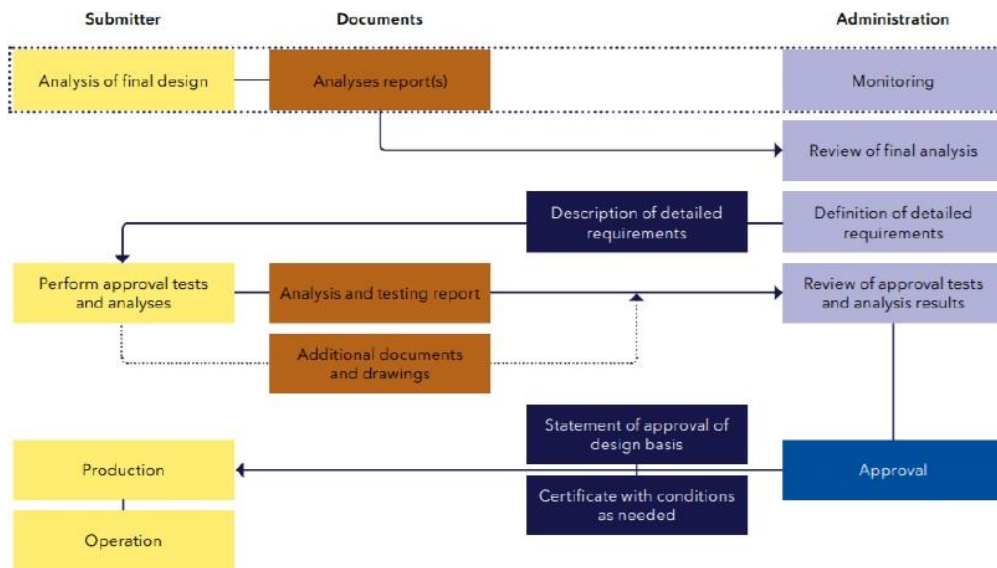 Submitter
Documents
Administration
Analysis of final design
Analyses report(s)
Monitoring
Review of final analysis
Description of detailed
requirements
Definition of detailed
requirements
Perform approval tests
and analyses
Analysis and testing report
Review of approval tests
and analysis results
Additional documents
and drawings
Statement of approval of
design basis
Production
Approval
Certificate with conditions
as needed
Operation